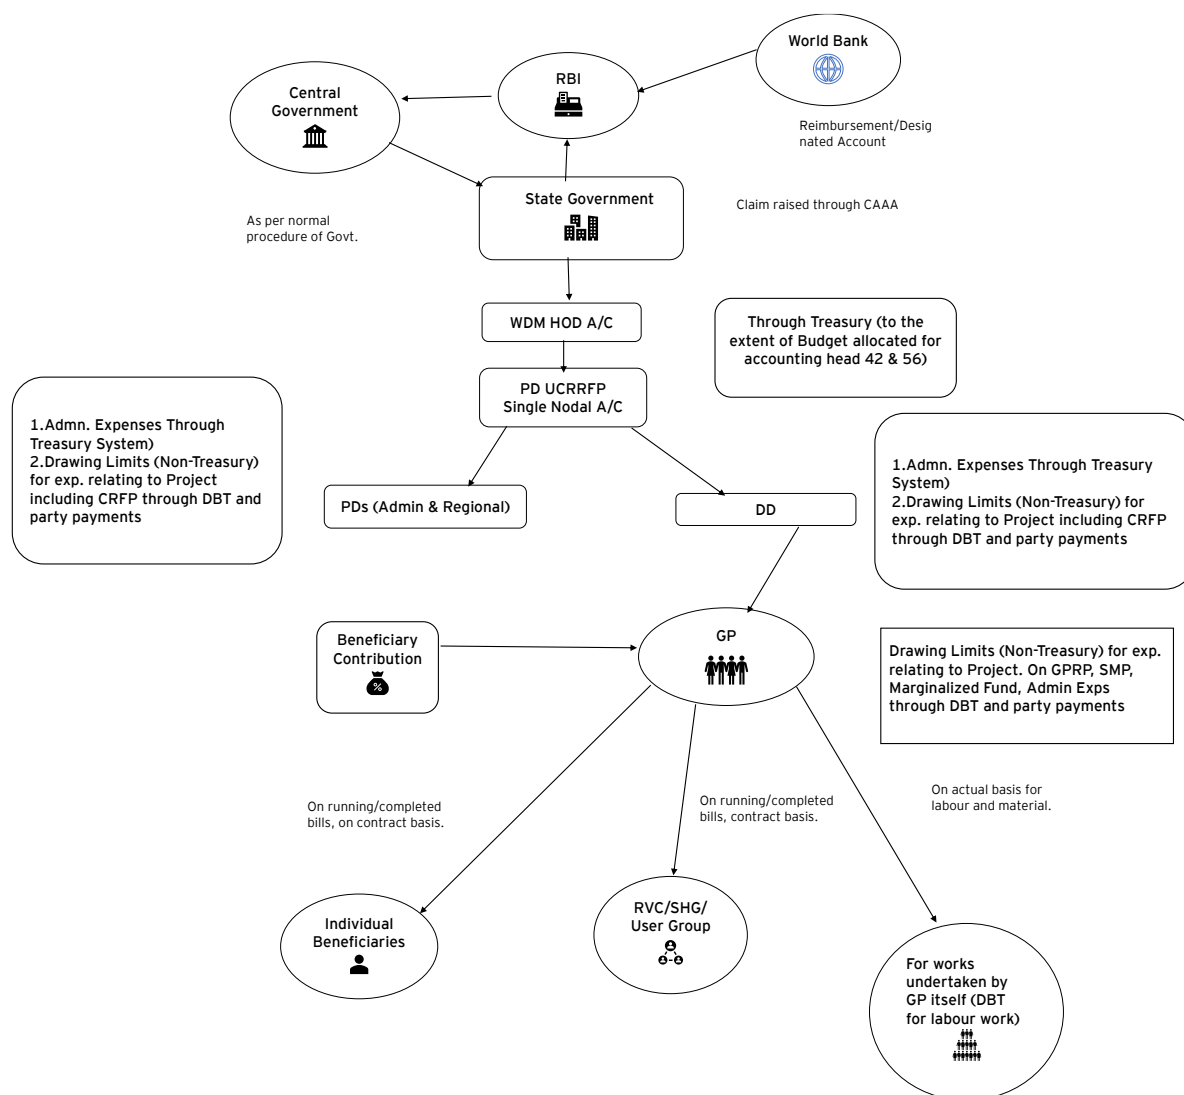 World Bank
RBI
Central
Government
Reimbursement/Desig
nated Account
State Government
Claim raised through CAAA
As per normal
procedure of Govt.
WDM HOD A/C
Through Treasury (to the
extent of Budget allocated for
accounting head 42 & 56)
PD UCRRFP
Single Nodal A/C
1.Admn. Expenses Through
Treasury System)
2.Drawing Limits (Non-Treasury)
for exp. relating to Project
including CRFP through DBT and
party payments
1.Admn. Expenses Through Treasury
System)
2.Drawing Limits (Non-Treasury) for
exp. relating to Project including CRFP
through DBT and party payments
PDs (Admin & Regional)
DD
Beneficiary
Contribution
%
GP
Drawing Limits (Non-Treasury) for exp.
relating to Project. On GPRP, SMP,
Marginalized Fund, Admin Exps
through DBT and party payments
On running/completed
bills, on contract basis.
On running/completed
bills, contract basis.
On actual basis for
labour and material.
Individual
Beneficiaries
RVC/SHG/
User Group
For works
undertaken by
GP itself (DBT
for labour work)